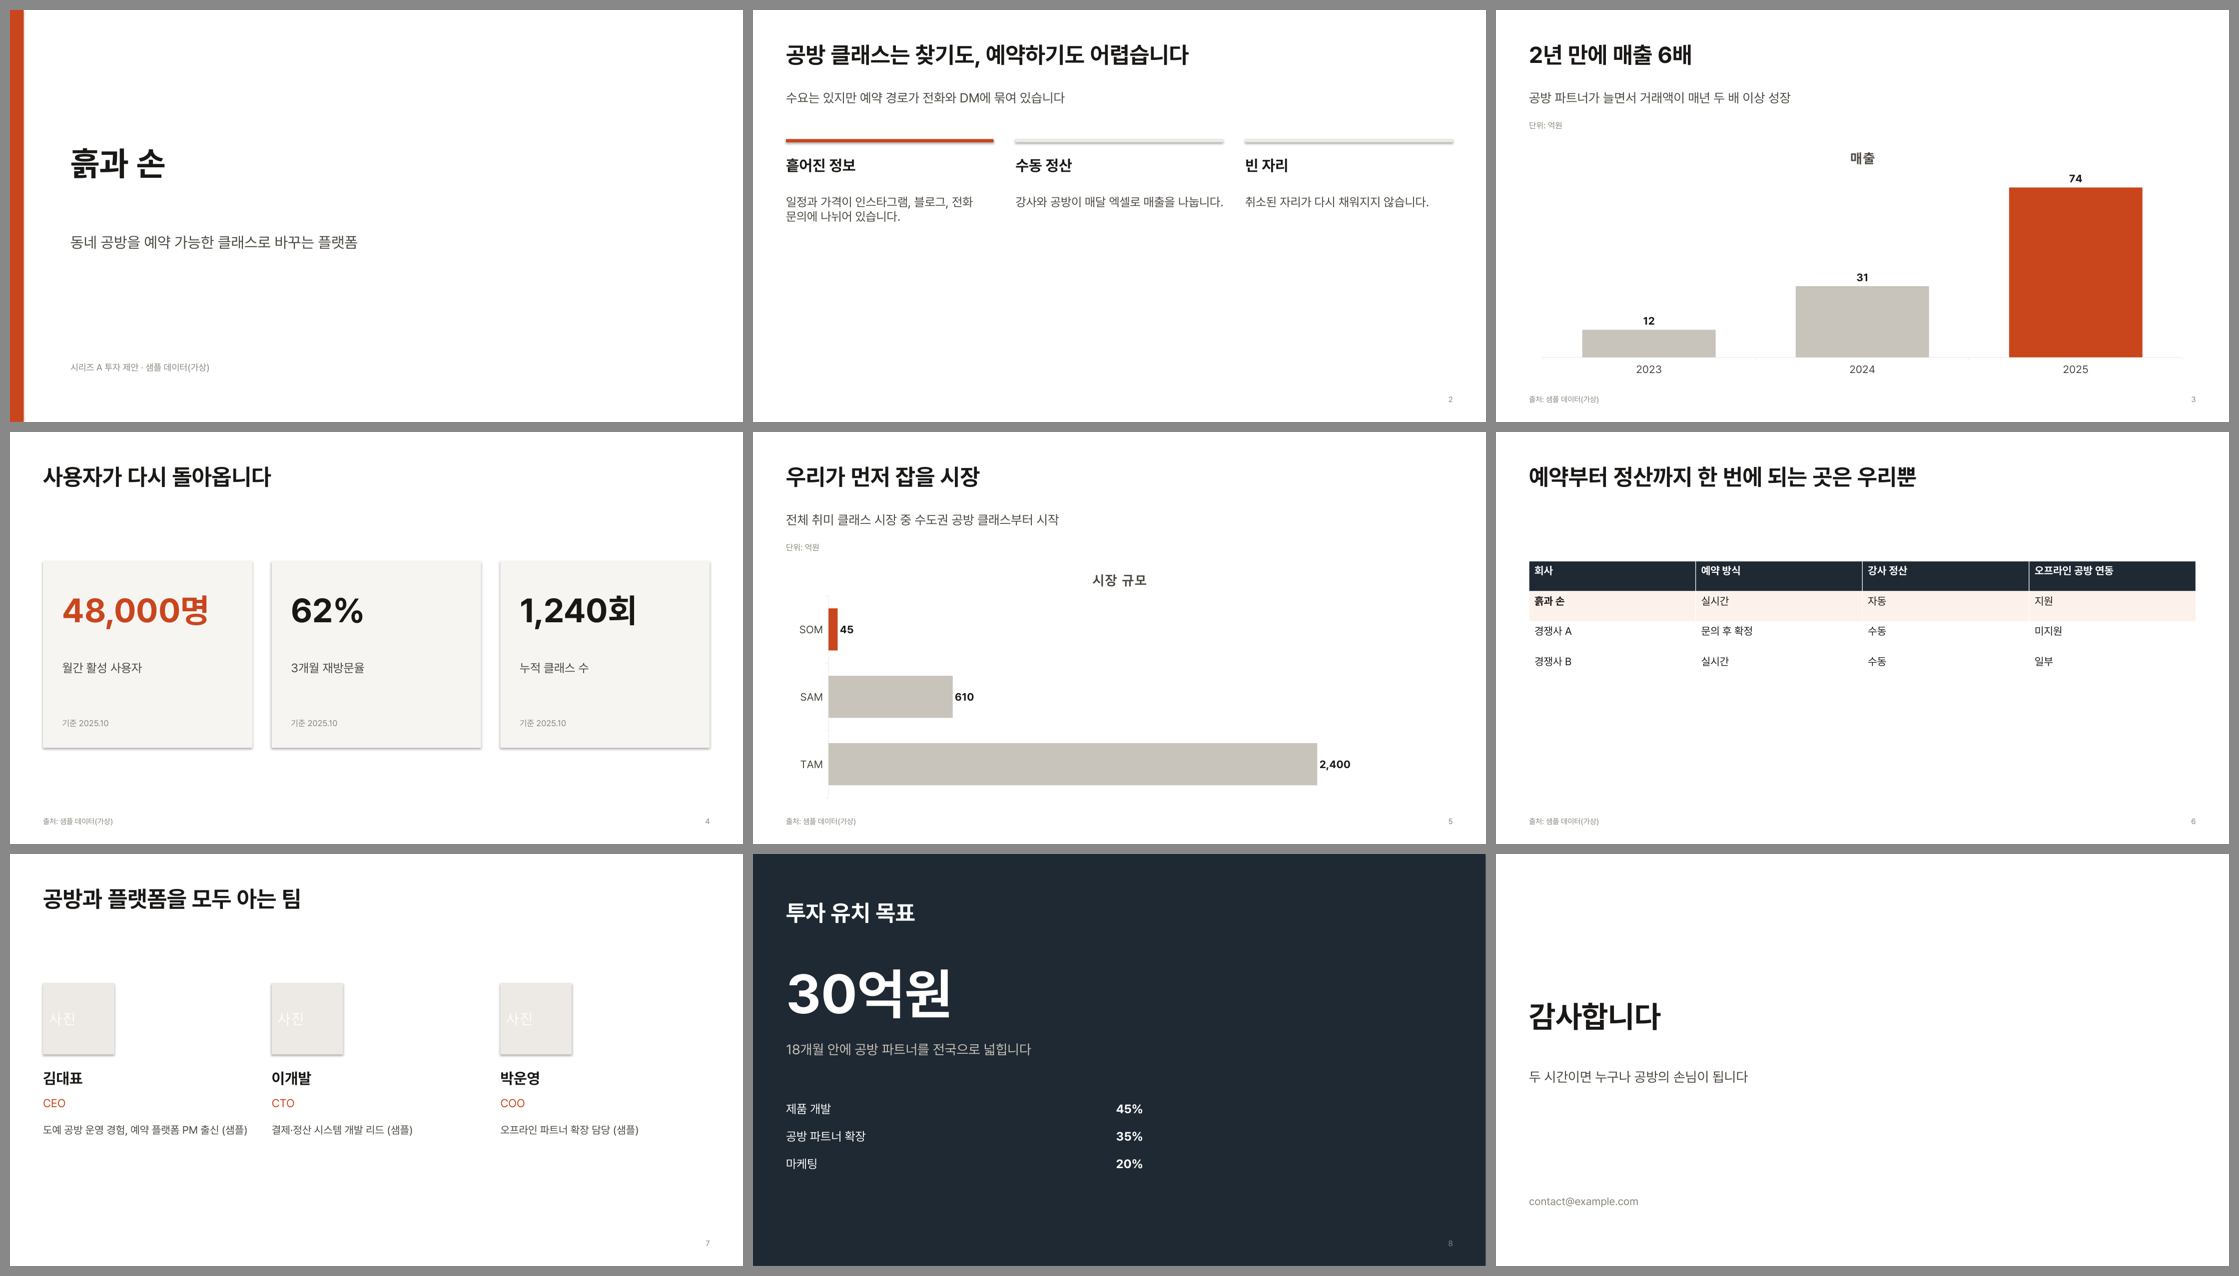 흙과 손
동네 공방을 예약 가능한 클래스로 바꾸는 플랫폼
시리즈 A 투자 제안 · 샘플 데이터(가상)
공방 클래스는 찾기도, 예약하기도 어렵습니다
수요는 있지만 예약 경로가 전화와 DM에 묶여 있습니다
흩어진 정보
일정과 가격이 인스타그램, 블로그, 전화
문의에 나뉘어 있습니다.
수동 정산
강사와 공방이 매달 엑셀로 매출을 나눕니다.
빈 자리
취소된 자리가 다시 채워지지 않습니다.
2
2년 만에 매출 6배
공방 파트너가 늘면서 거래액이 매년 두 배 이상 성장
단위: 억원
매출
12
31
74
2023
2024
2025
출처: 샘플 데이터(가상)
3
사용자가 다시 돌아옵니다
48,000명
월간 활성 사용자
기준 2025.10
62%
3개월 재방문율
기준 2025.10
1,240회
누적 클래스 수
기준 2025.10
출처: 샘플 데이터(가상)
4
우리가 먼저 잡을 시장
전체 취미 클래스 시장 중 수도권 공방 클래스부터 시작
단위: 억원
시장 규모
SOM 45
SAM 610
TAM 2,400
출처: 샘플 데이터(가상)
5
예약부터 정산까지 한 번에 되는 곳은 우리뿐
회사 예약 방식 강사 정산 오프라인 공방 연동
흙과 손 실시간 자동 지원
경쟁사 A 문의 후 확정 수동 미지원
경쟁사 B 실시간 수동 일부
출처: 샘플 데이터(가상)
6
공방과 플랫폼을 모두 아는 팀
사진
김대표
CEO
도예 공방 운영 경험, 예약 플랫폼 PM 출신 (샘플)
사진
이개발
CTO
결제·정산 시스템 개발 리드 (샘플)
사진
박운영
COO
오프라인 파트너 확장 담당 (샘플)
7
투자 유치 목표
30억원
18개월 안에 공방 파트너를 전국으로 넓힙니다
제품 개발 45%
공방 파트너 확장 35%
마케팅 20%
8
감사합니다
두 시간이면 누구나 공방의 손님이 됩니다
contact@example.com